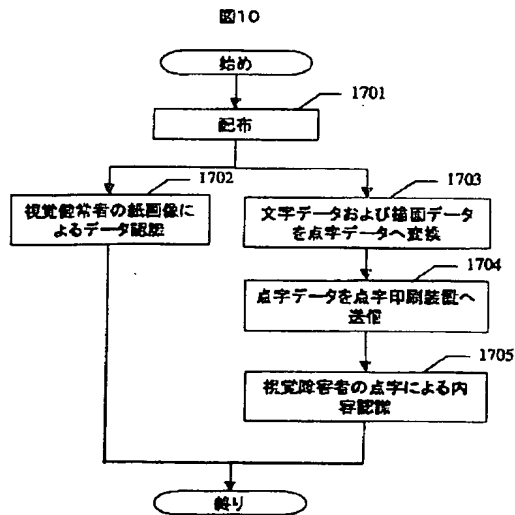 図10
始め
1701
配布
1702
視覚健常者の紙画像に
よるデータ認識
1703
文字データおよび描画データ
を点字データへ変換
1704
点字データを点字印刷装置へ
送信
1705
視覚障害者の点字による内
容認識
終り